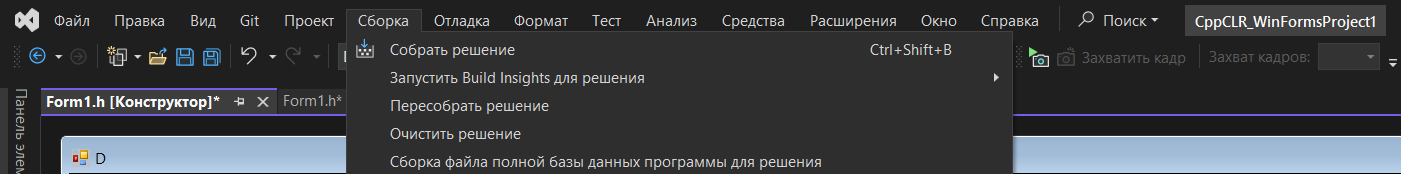 Файл Правка Вид Git Проект Сборка Отладка Формат Тест Анализ Средства Расширения Окно Справка Поиск CppCLR_WinFormsProject1
Собрать решение Ctrl+Shift+B
Захватить кадр Захват кадров:
Запустить Build Insights для решения
Form1.h [Конструктор]* Form1.h*
Пересобрать решение
Очистить решение
D
Сборка файла полной базы данных программы для решения
Панель элем